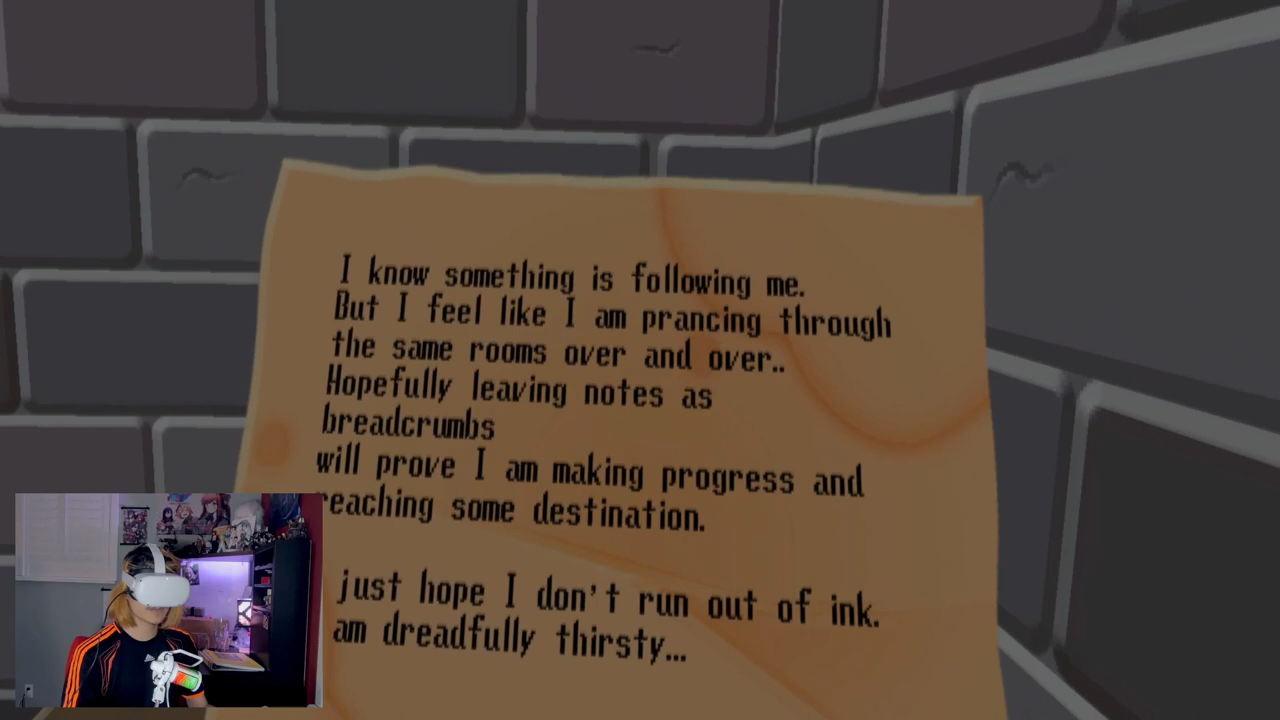 I know something is following me.
But I feel like I am prancing through
the same rooms over and over..
Hopefully leaving notes as
breadcrumbs
will prove I am making progress and
reaching some destination.
just hope I don't run out of ink.
am dreadfully thirsty...